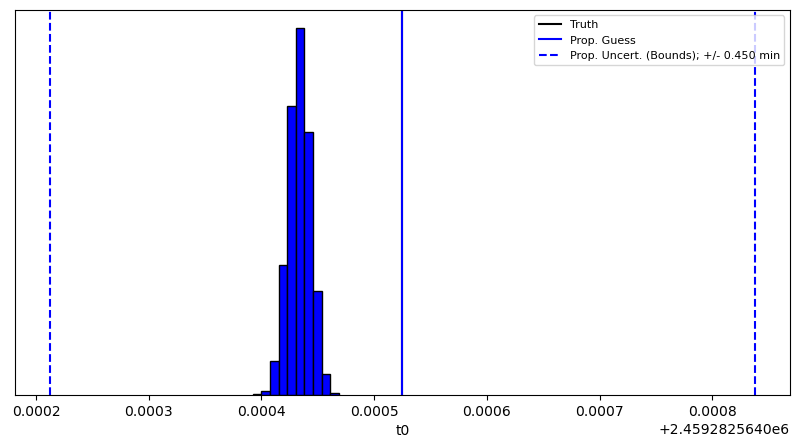 Truth
Prop. Guess
Prop. Uncert. (Bounds); +/- 0.450 min
0.0002 0.0003 0.0004 0.0005 0.0006 0.0007 0.0008
t0
+2.4592825640e6